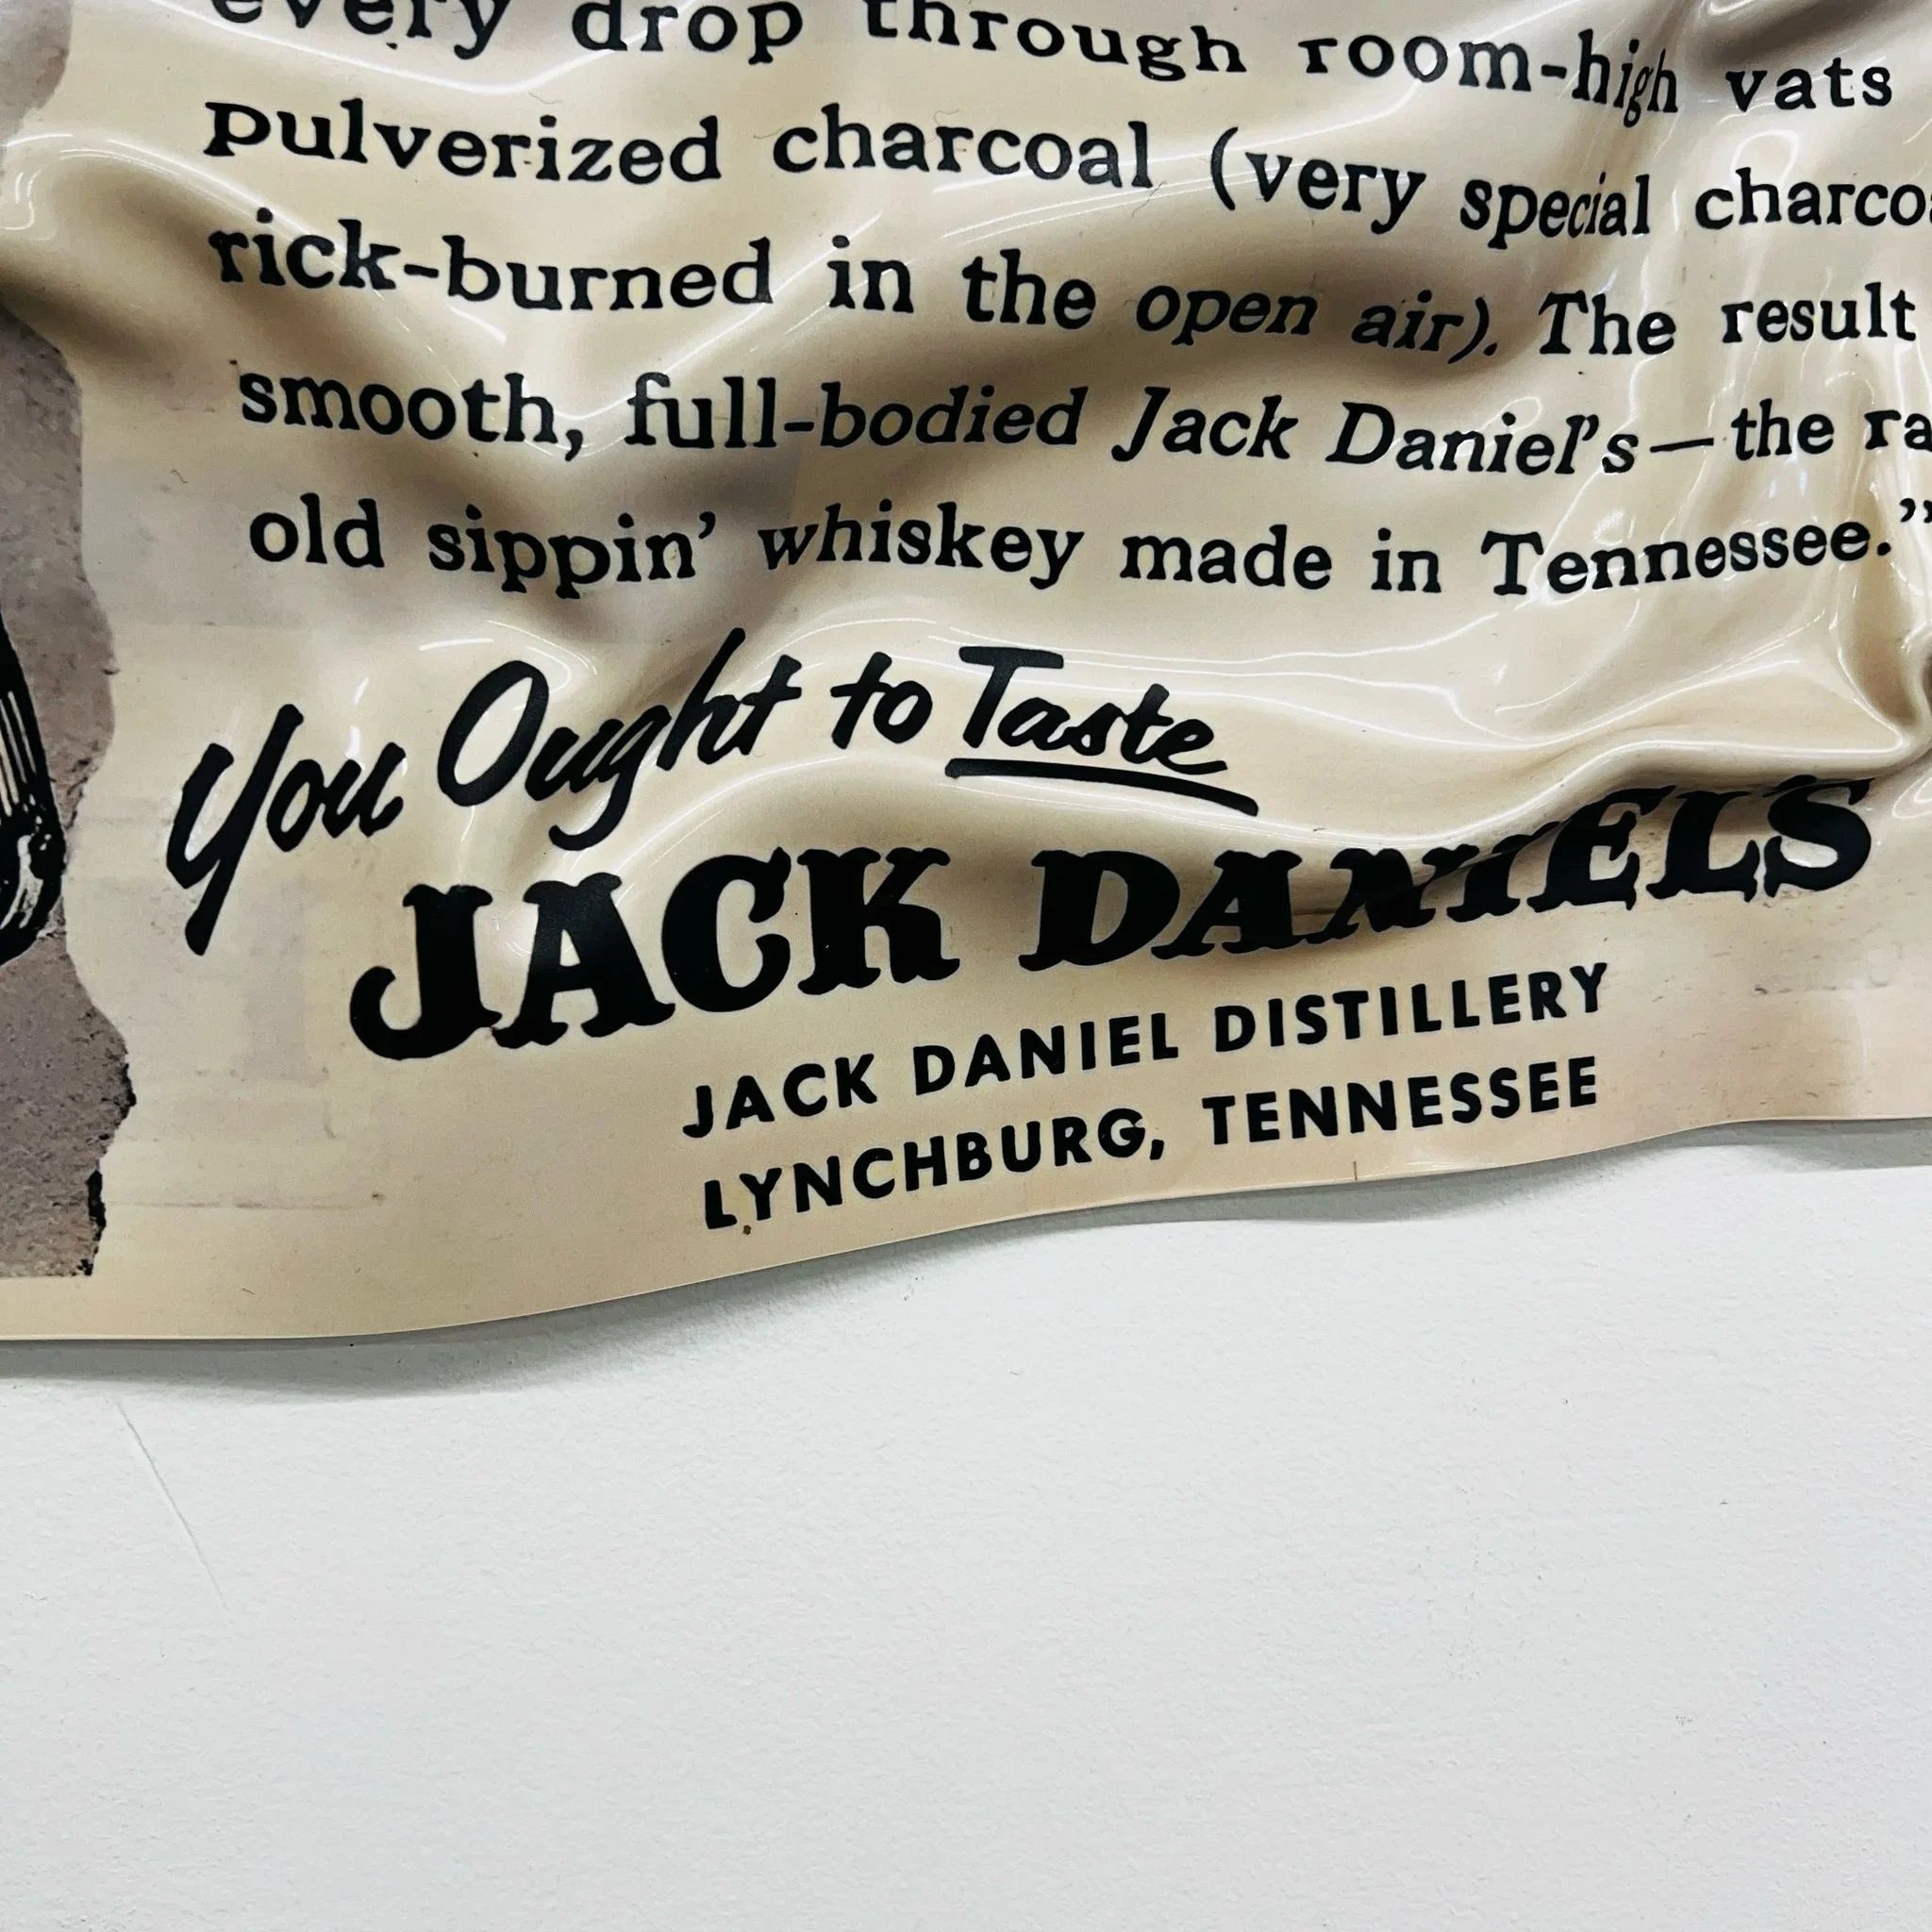 every drop through room-high vats
pulverized charcoal (very special
rick-burned in the open air). The result
smooth, full-bodied Jack Daniel's—the
old sippin' whiskey made in Tennessee."
You Ought to Taste
JACK DANIELS
JACK DANIEL DISTILLERY
LYNCHBURG, TENNESSEE